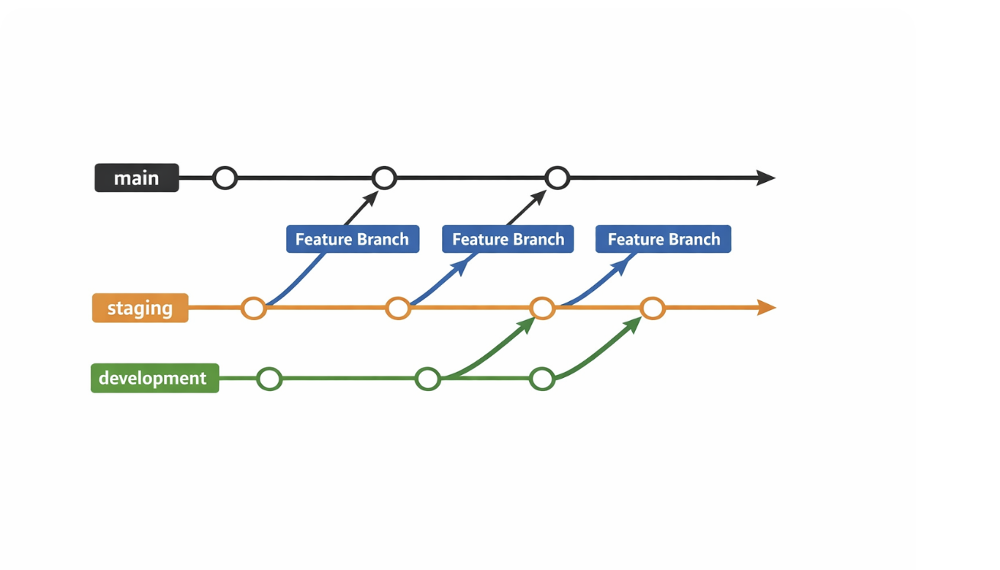 main
Feature Branch
Feature Branch
Feature Branch
staging
development